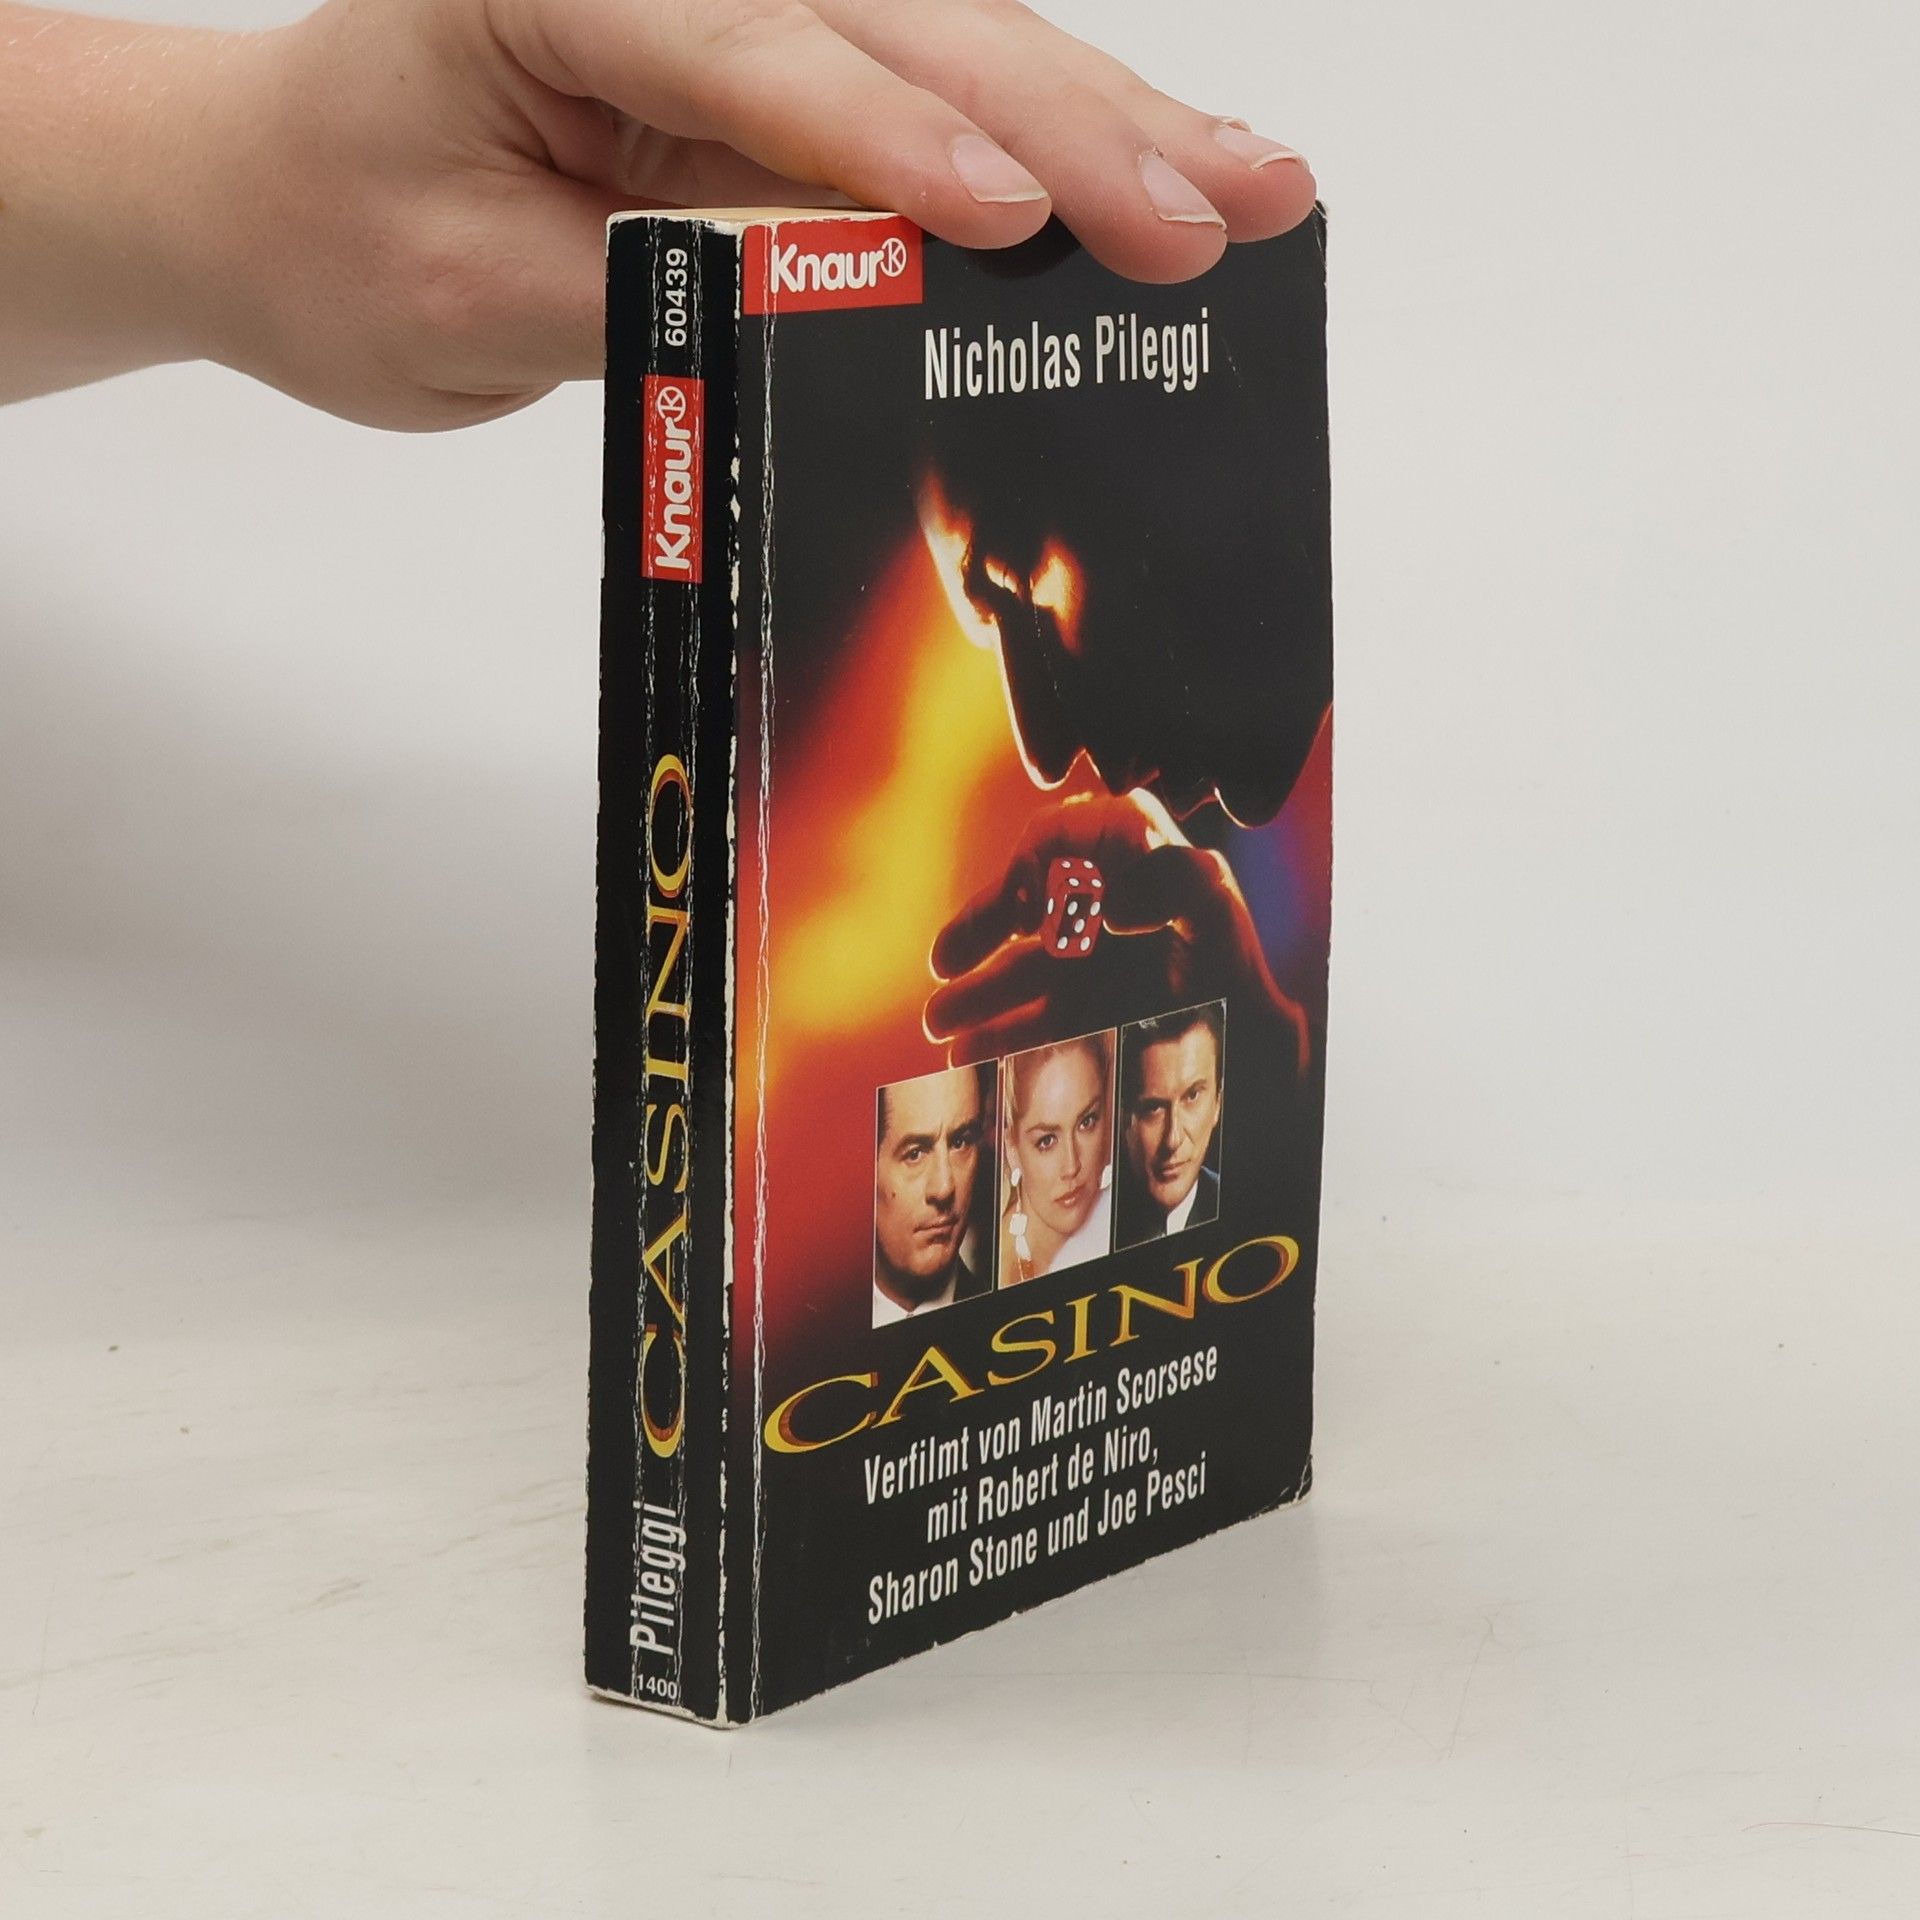 60439
Knaur
CASINO
Pileggi
1400
Knaur
Nicholas Pileggi
CASINO
Verfilmt von Martin Scorsese
mit Robert de Niro,
Sharon Stone und Joe Pesci